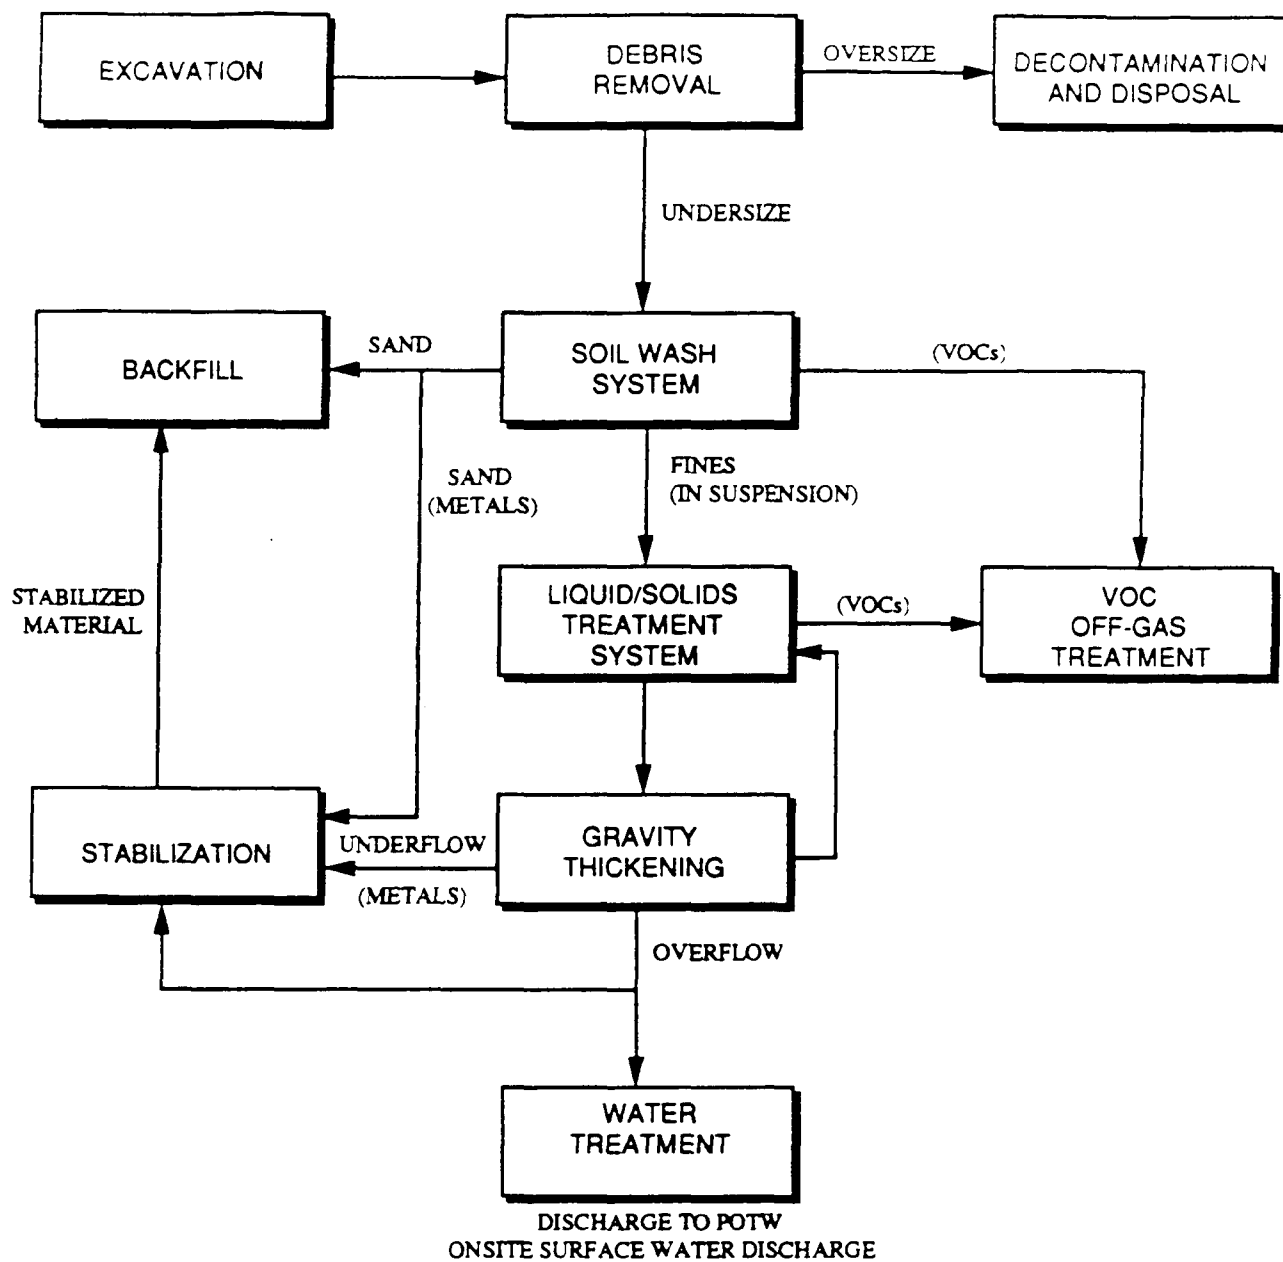 EXCAVATION
DEBRIS
REMOVAL
OVERSIZE
DECONTAMINATION
AND DISPOSAL
UNDERSIZE
BACKFILL
SAND
SOIL WASH
SYSTEM
(VOCs)
SAND
(METALS)
FINES
(IN SUSPENSION)
STABILIZED
MATERIAL
LIQUID/SOLIDS
TREATMENT
SYSTEM
(VOCs)
VOC
OFF-GAS
TREATMENT
STABILIZATION
UNDERFLOW
(METALS)
GRAVITY
THICKENING
OVERFLOW
WATER
TREATMENT
DISCHARGE TO POTW
ONSITE SURFACE WATER DISCHARGE